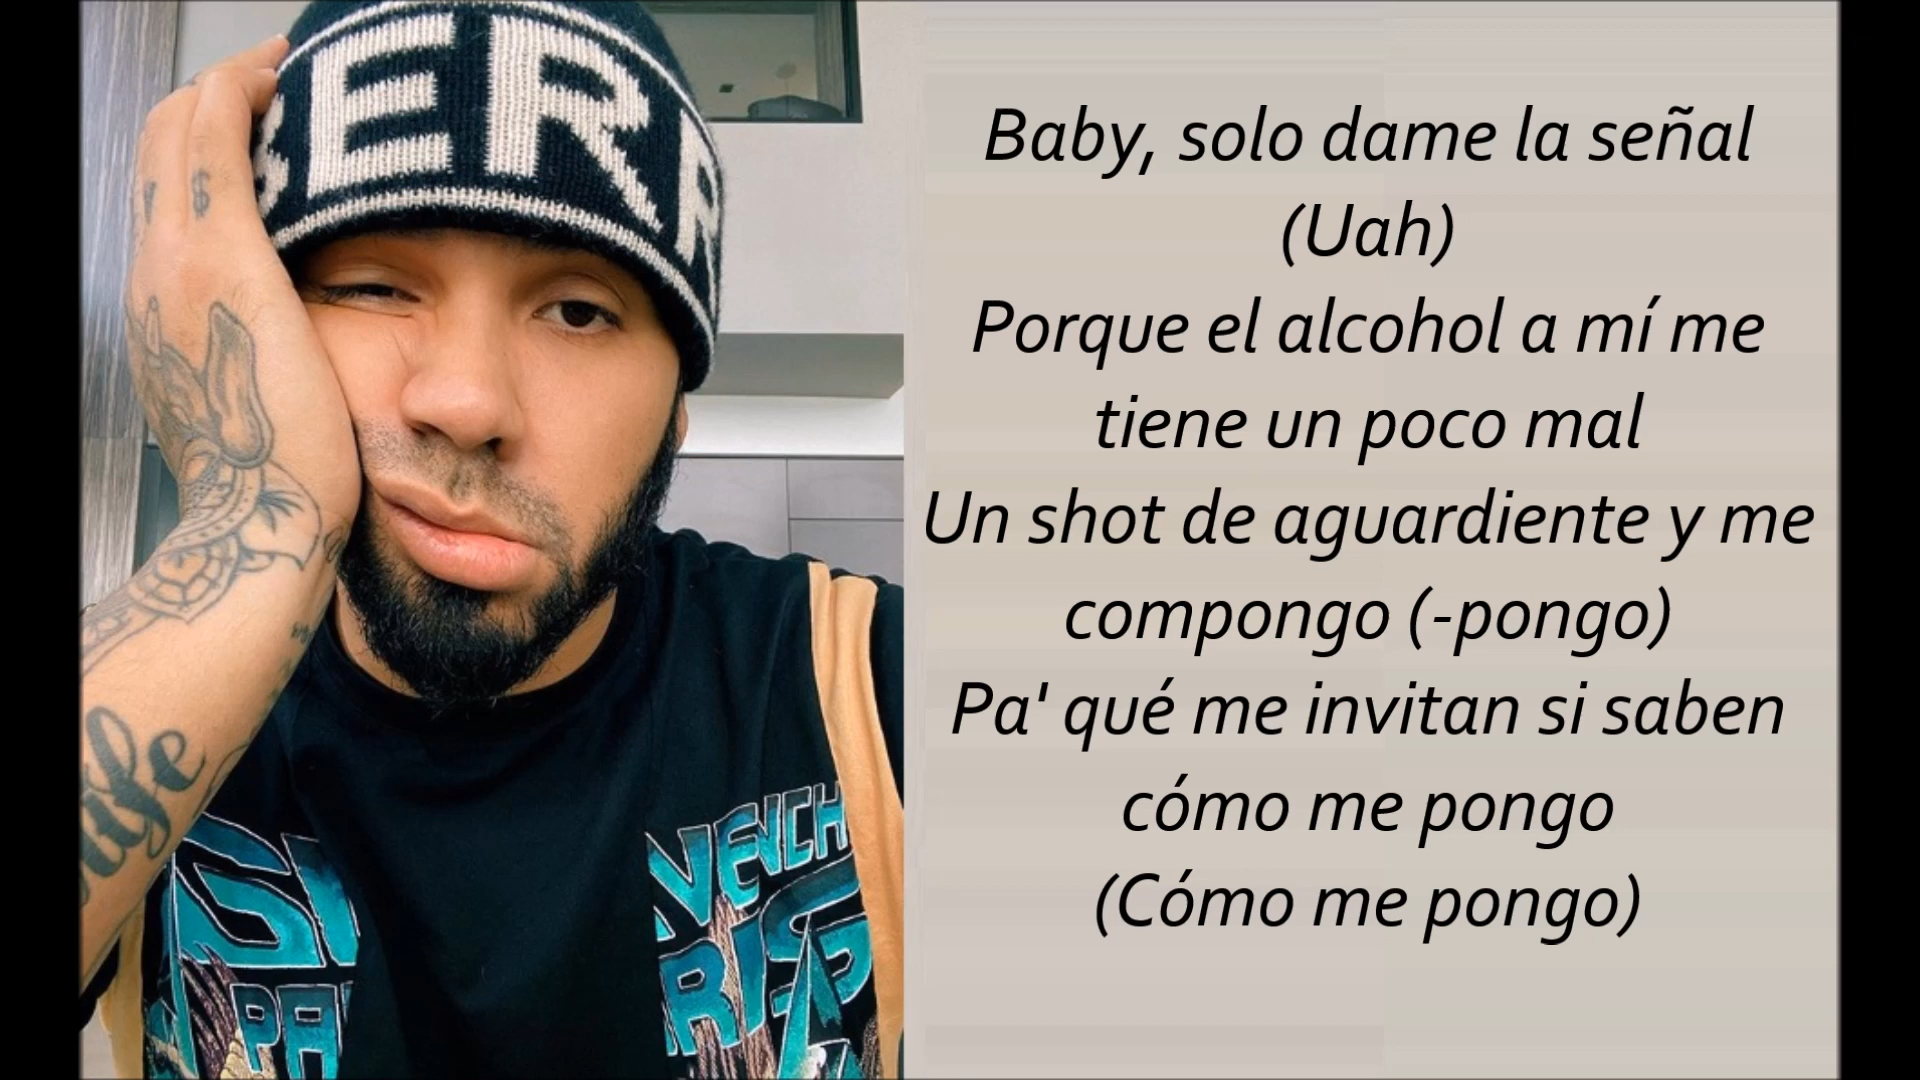 BERR
$
life
Baby, solo dame la señal
(Uah)
Porque el alcohol a mí me
tiene un poco mal
Un shot de aguardiente y me
compongo (-pongo)
Pa' qué me invitan si saben
cómo me pongo
(Cómo me pongo)